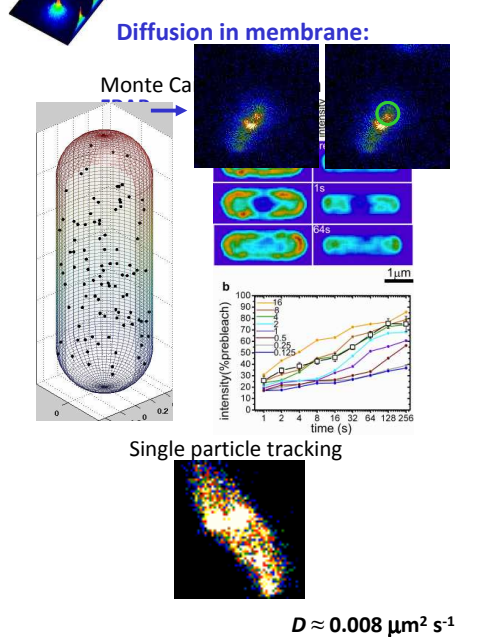 Diffusion in membrane:
Monte
intensity
1s
64s
1μm
b
intensity(%prebleach)
100
90
80
70
60
50
40
30
20
10
0
16
8
4
2
1
0.5
0.25
0.125
1 2 4 8 16 32 64 128 256
time (s)
0
0.2
Single particle tracking
D ≈ 0.008 μm² s⁻¹